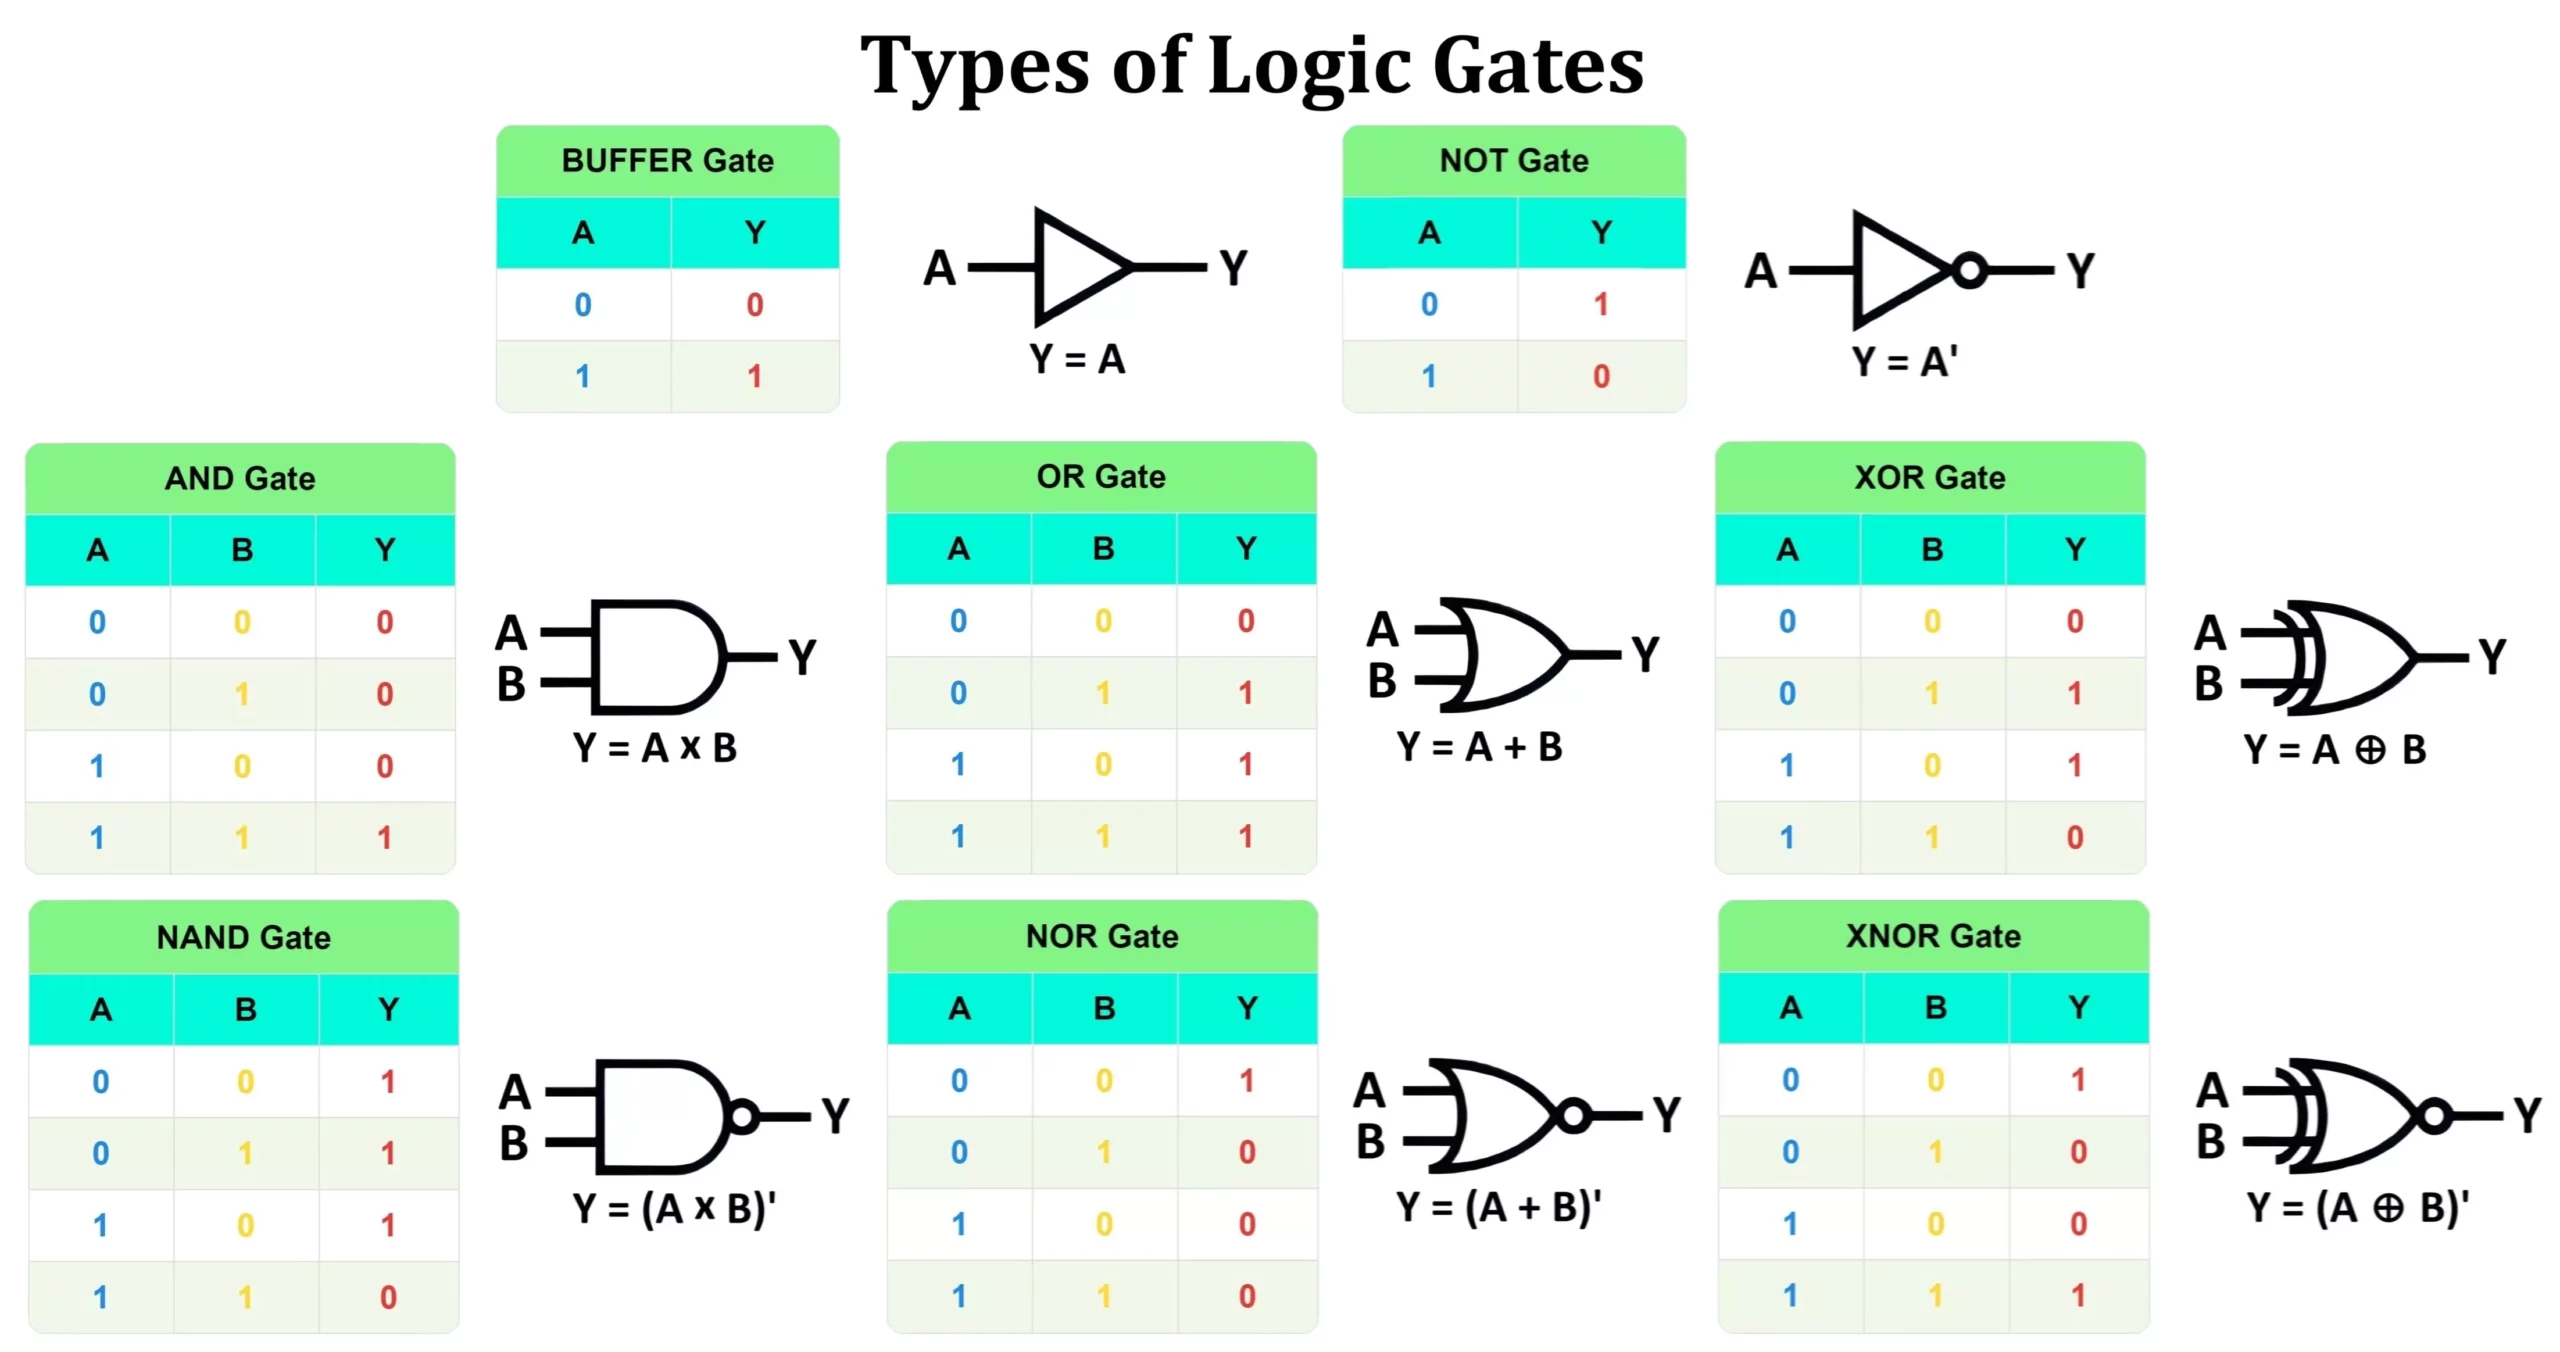 Types of Logic Gates
BUFFER Gate
A Y
0 0
1 1
A Y
Y = A
NOT Gate
A Y
0 1
1 0
A Y
Y = A'
AND Gate
A B Y
0 0 0
0 1 0
1 0 0
1 1 1
A
B
Y
Y = A x B
OR Gate
A B Y
0 0 0
0 1 1
1 0 1
1 1 1
A
B
Y
Y = A + B
XOR Gate
A B Y
0 0 0
0 1 1
1 0 1
1 1 0
A
B
Y
Y = A ⊕ B
NAND Gate
A B Y
0 0 1
0 1 1
1 0 1
1 1 0
A
B
Y
Y = (A x B)'
NOR Gate
A B Y
0 0 1
0 1 0
1 0 0
1 1 0
A
B
Y
Y = (A + B)'
XNOR Gate
A B Y
0 0 1
0 1 0
1 0 0
1 1 1
A
B
Y
Y = (A ⊕ B)'